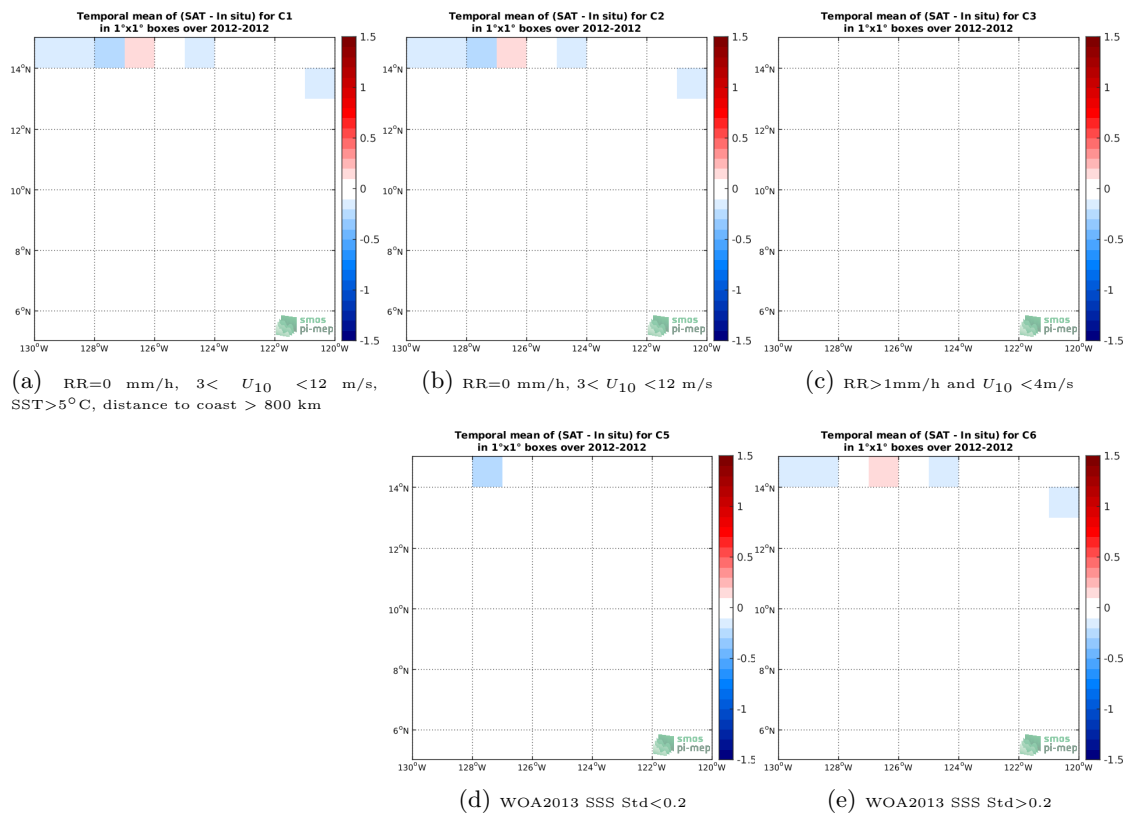 Temporal mean of (SAT - In situ) for C1
in 1°x1° boxes over 2012-2012
14°N
12°N
10°N
8°N
6°N
130°W
128°W
126°W
124°W
122°W
120°W
1.5
1
0.5
0
-0.5
-1
-1.5
smos
pi-mep
(a) RR=0 mm/h, 3< U10 <12 m/s,
SST>5°C, distance to coast > 800 km
Temporal mean of (SAT - In situ) for C2
in 1°x1° boxes over 2012-2012
14°N
12°N
10°N
8°N
6°N
130°W
128°W
126°W
124°W
122°W
120°W
1.5
1
0.5
0
-0.5
-1
-1.5
smos
pi-mep
(b) RR=0 mm/h, 3< U10 <12 m/s
Temporal mean of (SAT - In situ) for C3
in 1°x1° boxes over 2012-2012
14°N
12°N
10°N
8°N
6°N
130°W
128°W
126°W
124°W
122°W
120°W
1.5
1
0.5
0
-0.5
-1
-1.5
smos
pi-mep
(c) RR>1mm/h and U10 <4m/s
Temporal mean of (SAT - In situ) for C5
in 1°x1° boxes over 2012-2012
14°N
12°N
10°N
8°N
6°N
130°W
128°W
126°W
124°W
122°W
120°W
1.5
1
0.5
0
-0.5
-1
-1.5
smos
pi-mep
(d) WOA2013 SSS Std<0.2
Temporal mean of (SAT - In situ) for C6
in 1°x1° boxes over 2012-2012
14°N
12°N
10°N
8°N
6°N
130°W
128°W
126°W
124°W
122°W
120°W
1.5
1
0.5
0
-0.5
-1
-1.5
smos
pi-mep
(e) WOA2013 SSS Std>0.2